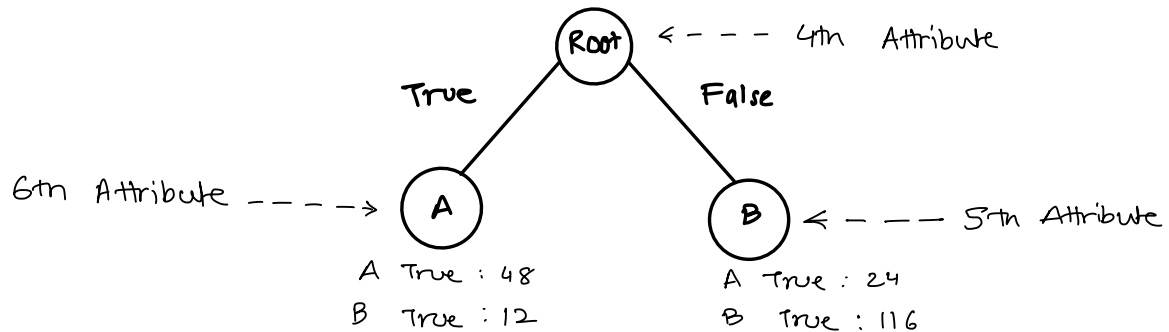 Root
4th Attribute
True
False
6th Attribute
A
B
5th Attribute
A True : 48
B True : 12
A True : 24
B True : 116